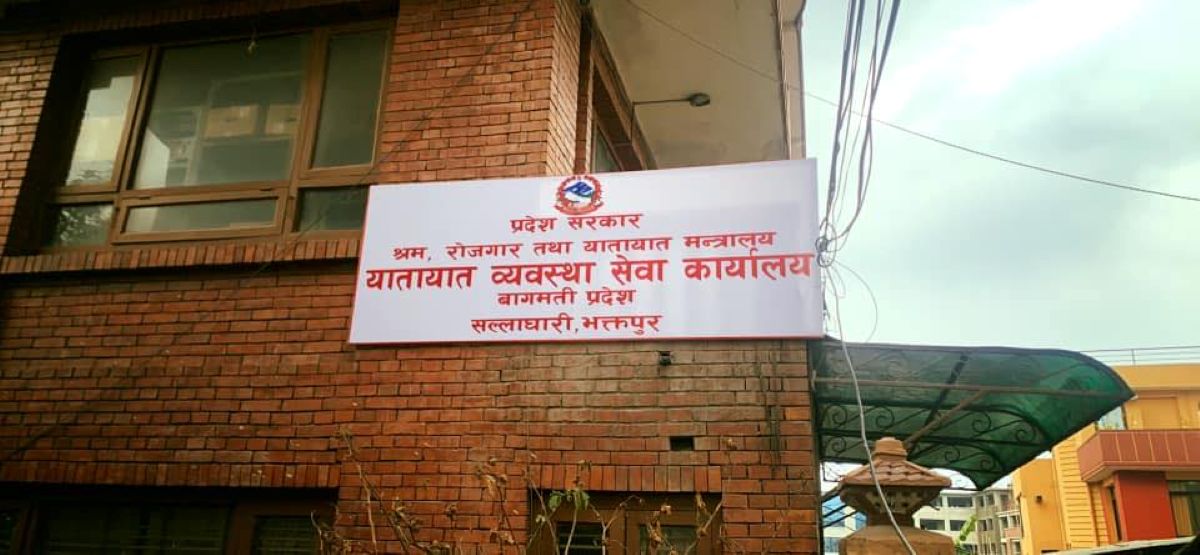 प्रदेश सरकार
श्रम, रोजगार तथा यातायात मन्त्रालय
यातायात व्यवस्था सेवा कार्यालय
बागमती प्रदेश
सल्लाघारी,भक्तपुर